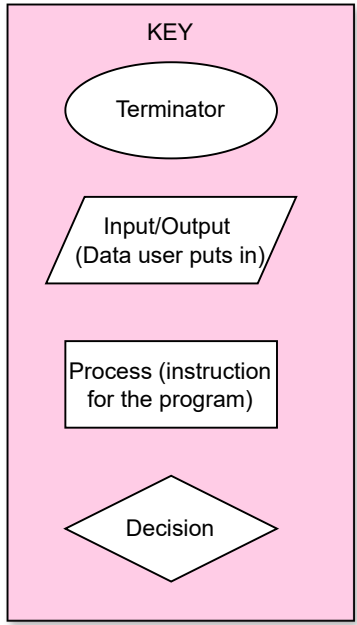 KEY
Terminator
Input/Output
(Data user puts in)
Process (instruction
for the program)
Decision